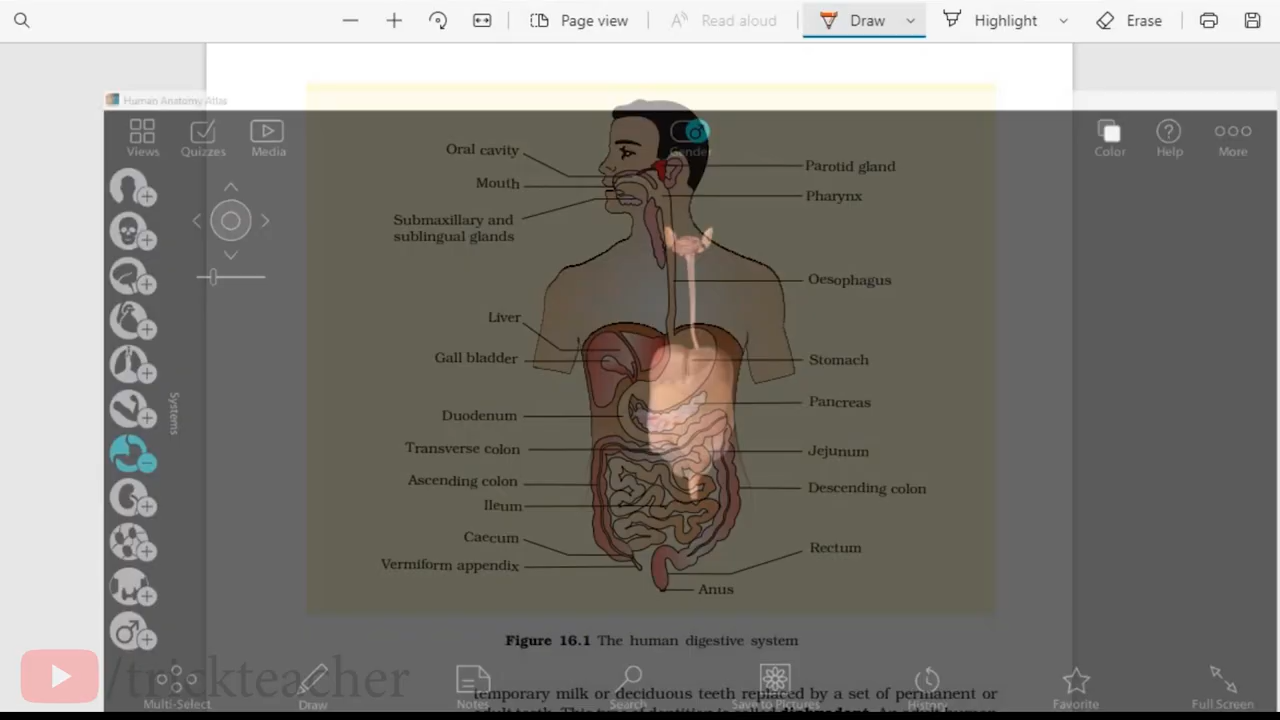 Page view
Read aloud
Draw
Highlight
Erase
Human Anatomy Atlas
Views
Quizzes
Media
Gender
Color
Help
More
Systems
Oral cavity
Mouth
Submaxillary and
sublingual glands
Liver
Gall bladder
Duodenum
Transverse colon
Ascending colon
Ileum
Caecum
Vermiform appendix
Parotid gland
Pharynx
Oesophagus
Stomach
Pancreas
Jejunum
Descending colon
Rectum
Anus
Figure 16.1 The human digestive system
/trickteacher
temporary milk or deciduous teeth replaced by a set of permanent or
Multi-Select
Draw
Notes
Search
Save to Pictures
History
Favorite
Full Screen